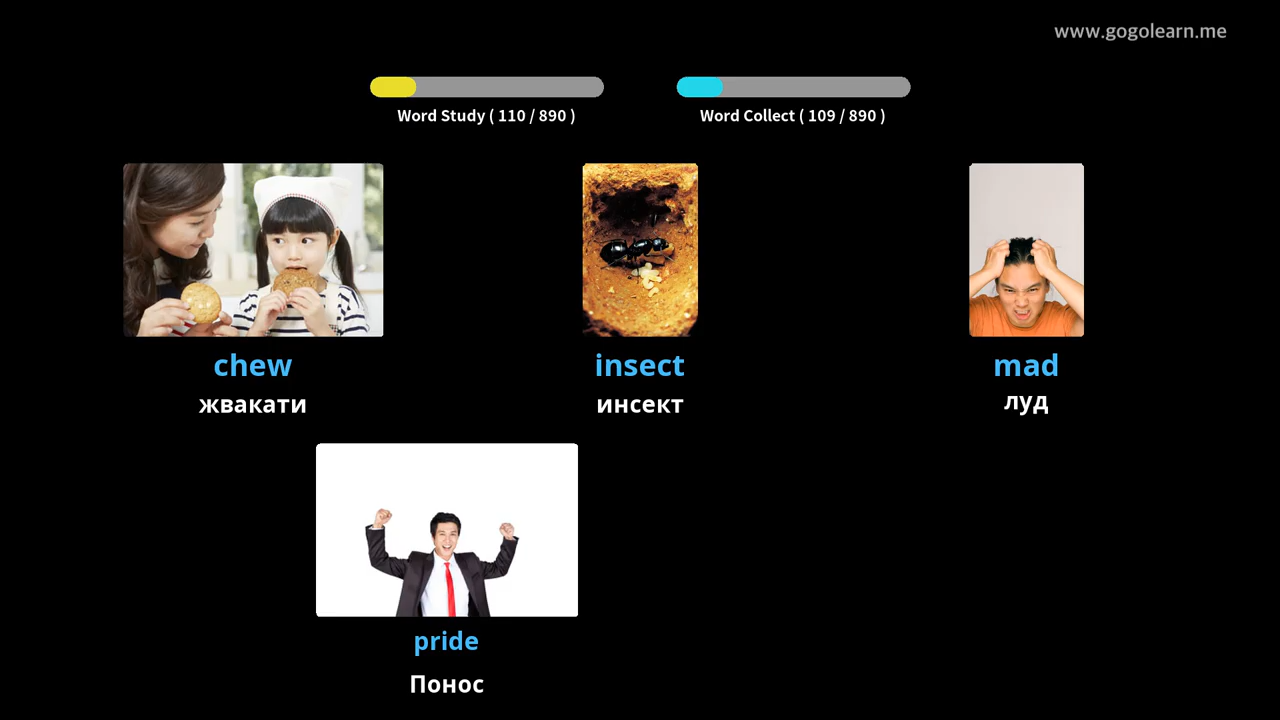 www.gogolearn.me
Word Study ( 110 / 890 )
Word Collect ( 109 / 890 )
chew
insect
mad
жвакати
инсект
луд
pride
Понос